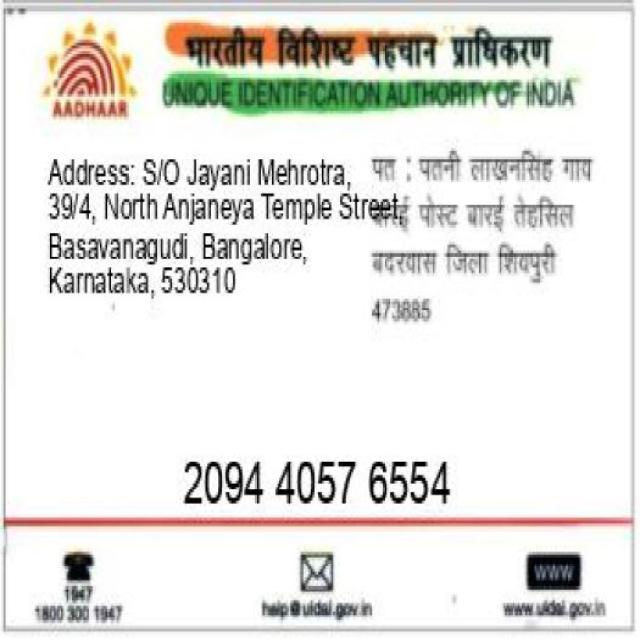 भारतीय विशिष्ट पहचान प्राधिकरण
AADHAAR
UNIQUE IDENTIFICATION AUTHORITY OF INDIA
Address: S/O Jayani Mehrotra,
39/4, North Anjaneya Temple Street,
Basavanagudi, Bangalore,
Karnataka, 530310
पत : पतनी लाखनसिंह गाय
बारई पोस्ट बारई तेहसिल
बदरवास जिला शिवपुरी
473885
2094 4057 6554
1947
1800 300 1947
help@uidai.gov.in
www
www.uidai.gov.in